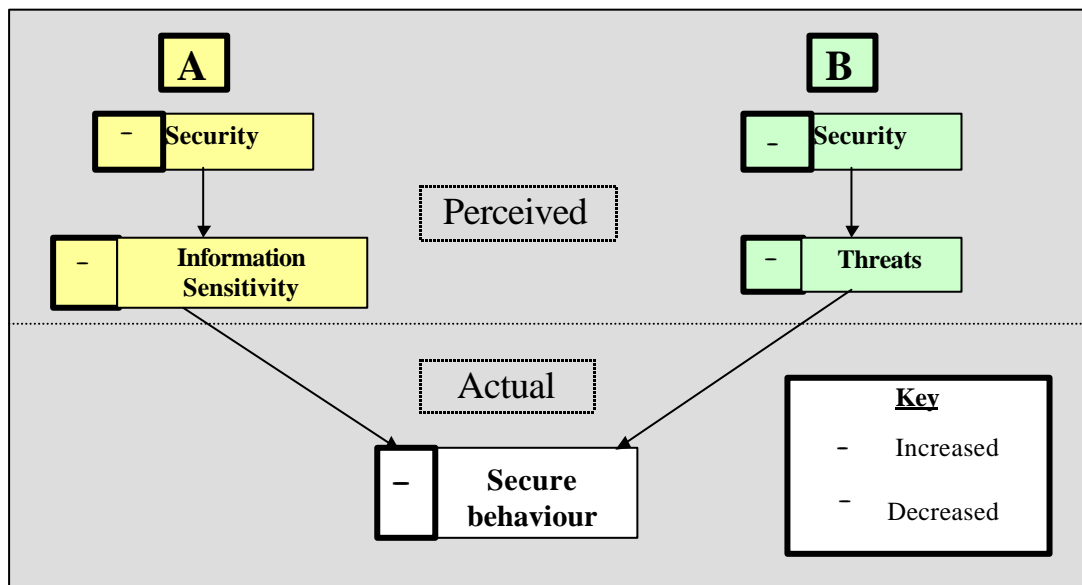 A
B
- Security
- Security
Perceived
- Information
Sensitivity
- Threats
Actual
Key
- Increased
- Decreased
- Secure
behaviour